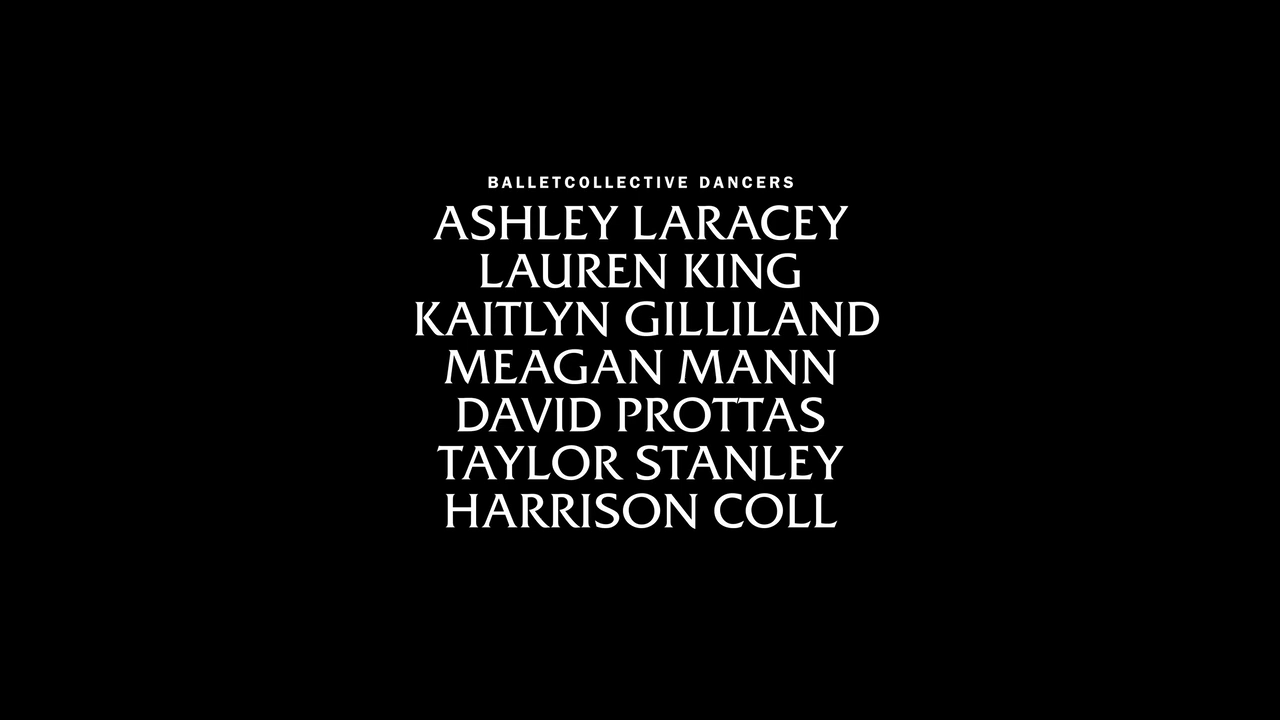 BALLETCOLLECTIVE DANCERS
ASHLEY LARACEY
LAUREN KING
KAITLYN GILLILAND
MEAGAN MANN
DAVID PROTTAS
TAYLOR STANLEY
HARRISON COLL